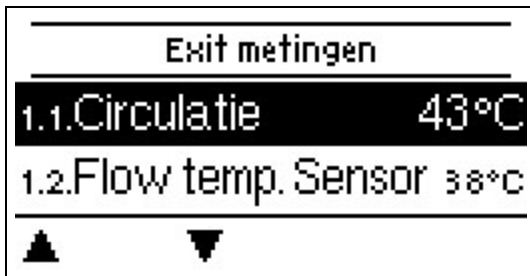 Exit metingen
1.1.Circulatie 43°C
1.2.Flow temp. Sensor 38°C